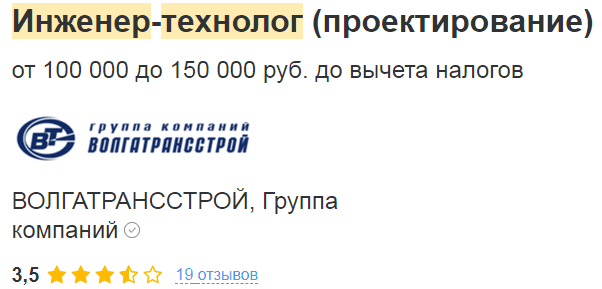 Инженер-технолог (проектирование)
от 100 000 до 150 000 руб. до вычета налогов
ВТС группа компаний
ВОЛГАТРАНССТРОЙ
ВОЛГАТРАНССТРОЙ, Группа
компаний
3,5 19 отзывов